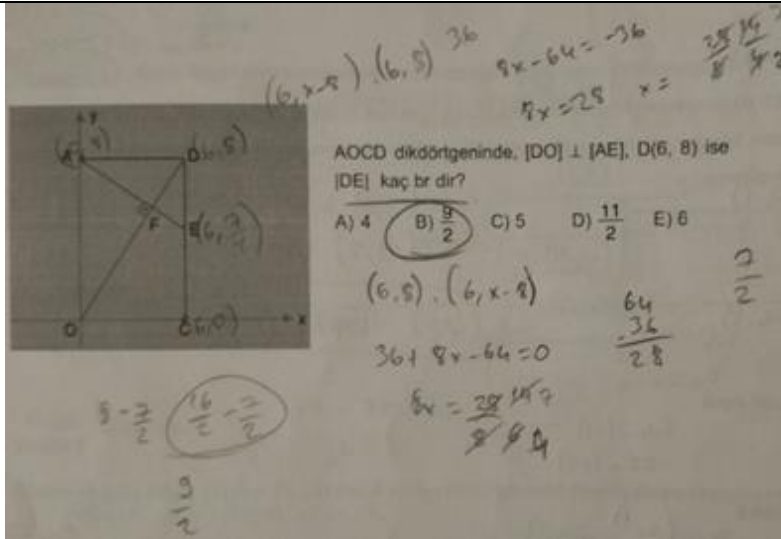 (6, x-8) . (6, 8) 36
8x - 64 = -36
8x = 28 x =
y
A
D(6,8)
F
E(6, 7/2)
O
C(6,0)
x
AOCD dikdörtgeninde, [DO] ⊥ [AE], D(6, 8) ise
|DE| kaç br dir?
A) 4 B) 9/2 C) 5 D) 11/2 E) 6
(6,8) . (6, x-8)
36 + 8x - 64 = 0
8x = 28
64
36
28
7/2
8 - 7/2 16/2 - 7/2
9/2